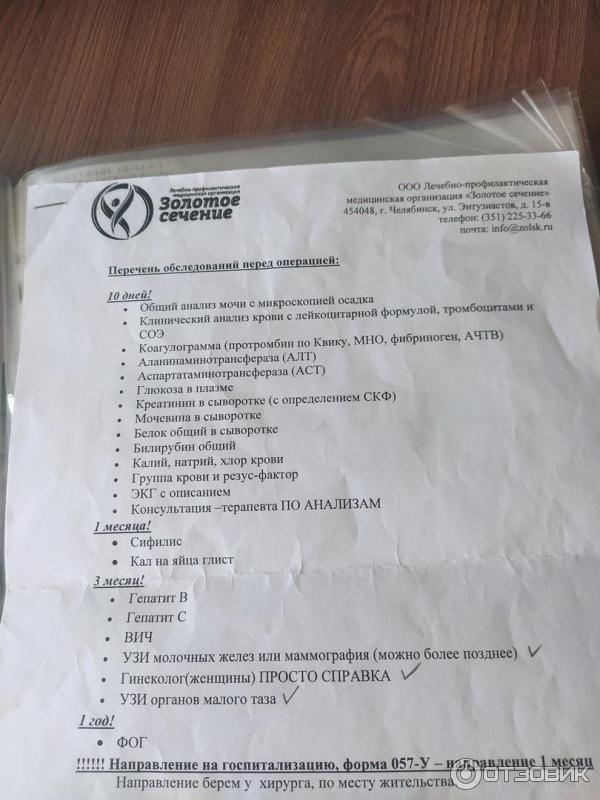 Лечебно-профилактическая
медицинская организация
Золотое
сечение
ООО Лечебно-профилактическая
медицинская организация «Золотое сечение»
454048, г. Челябинск, ул. Энтузиастов, д. 15-в
телефон: (351) 225-33-66
почта: info@zolsk.ru
Перечень обследований перед операцией:
10 дней!
• Общий анализ мочи с микроскопией осадка
• Клинический анализ крови с лейкоцитарной формулой, тромбоцитами и
СОЭ
• Коагулограмма (протромбин по Квику, МНО, фибриноген, АЧТВ)
• Аланинаминотрансфераза (АЛТ)
• Аспартатаминотрансфераза (АСТ)
• Глюкоза в плазме
• Креатинин в сыворотке (с определением СКФ)
• Мочевина в сыворотке
• Белок общий в сыворотке
• Билирубин общий
• Калий, натрий, хлор крови
• Группа крови и резус-фактор
• ЭКГ с описанием
• Консультация –терапевта ПО АНАЛИЗАМ
1 месяца!
• Сифилис
• Кал на яйца глист
3 месяц!
• Гепатит В
• Гепатит С
• ВИЧ
• УЗИ молочных желез или маммография (можно более позднее) ✓
• Гинеколог(женщины) ПРОСТО СПРАВКА ✓
• УЗИ органов малого таза ✓
1 год!
• ФОГ
!!!!!! Направление на госпитализацию, форма 057-У – направление 1 месяц
Направление берем у хирурга, по месту жительства
ОТЗОВИК